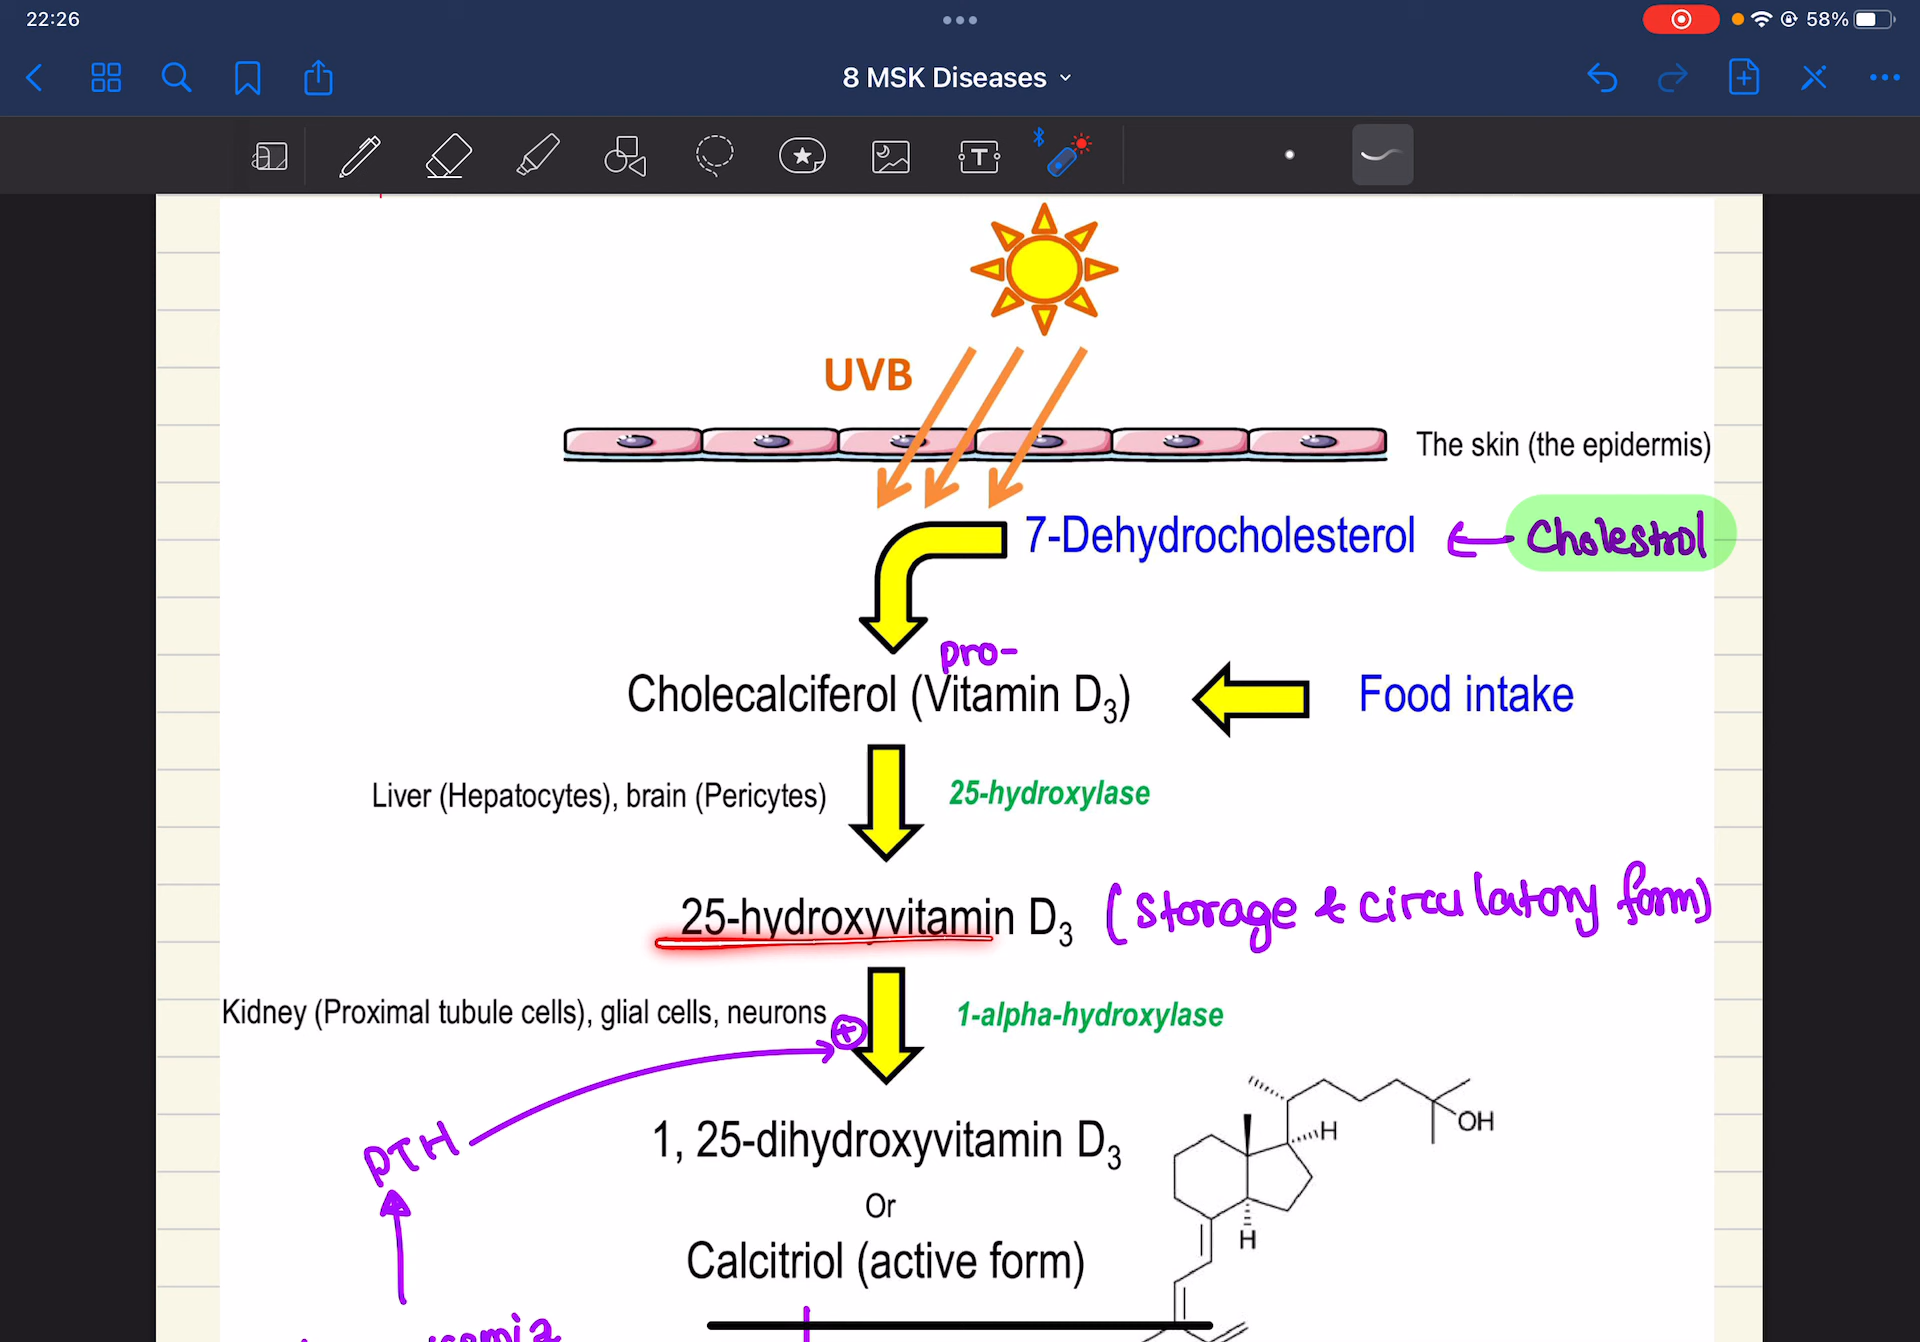 22:26
58%
8 MSK Diseases
T
UVB
The skin (the epidermis)
7-Dehydrocholesterol
Cholestrol
pro-
Cholecalciferol (Vitamin D₃)
Food intake
Liver (Hepatocytes), brain (Pericytes)
25-hydroxylase
25-hydroxyvitamin D₃
(storage & circulatory form)
Kidney (Proximal tubule cells), glial cells, neurons
+
1-alpha-hydroxylase
PTH
1, 25-dihydroxyvitamin D₃
Or
Calcitriol (active form)
OH
H
H